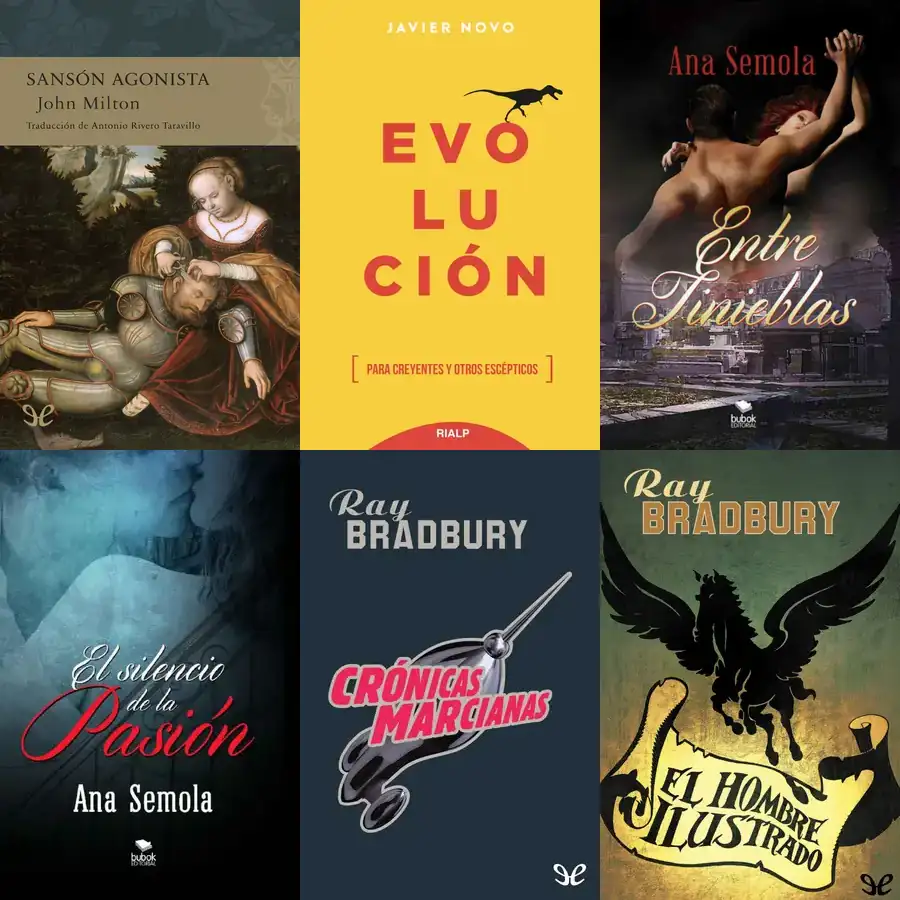 SANSÓN AGONISTA
John Milton
Traducción de Antonio Rivero Taravillo
JAVIER NOVO
EVO
LU
CIÓN
[ PARA CREYENTES Y OTROS ESCÉPTICOS ]
RIALP
Ana Semola
Entre
Tinieblas
bubok
EDITORIAL
El silencio
de la
Pasión
Ana Semola
bubok
EDITORIAL
Ray
BRADBURY
CRÓNICAS
MARCIANAS
Ray
BRADBURY
EL HOMBRE
ILUSTRADO